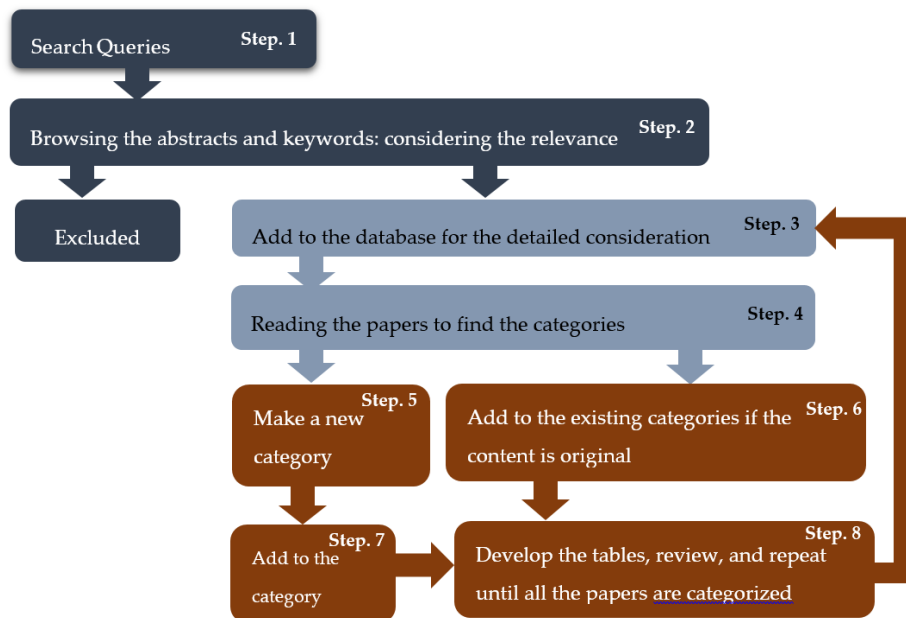 Search Queries
Step. 1
Browsing the abstracts and keywords: considering the relevance
Step. 2
Excluded
Add to the database for the detailed consideration
Step. 3
Reading the papers to find the categories
Step. 4
Step. 5
Make a new
category
Add to the existing categories if the
content is original
Step. 6
Step. 7
Add to the
category
Step. 8
Develop the tables, review, and repeat
until all the papers are categorized